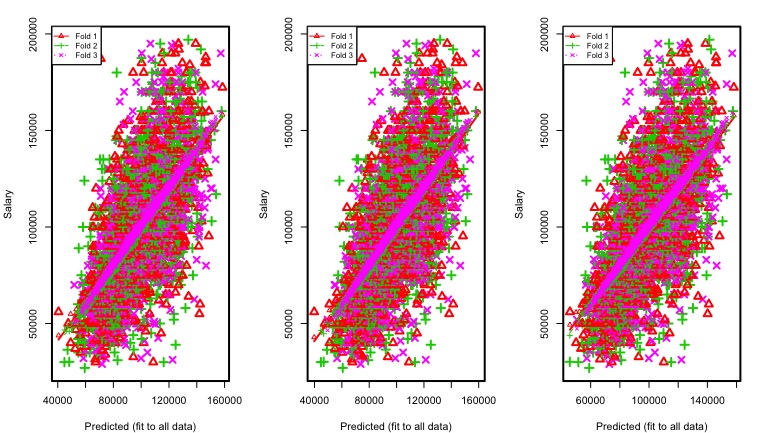 200000
150000
100000
50000
Salary
Fold 1
Fold 2
Fold 3
40000 80000 120000 160000
Predicted (fit to all data)
200000
150000
100000
50000
Salary
Fold 1
Fold 2
Fold 3
40000 80000 120000 160000
Predicted (fit to all data)
200000
150000
100000
50000
Salary
Fold 1
Fold 2
Fold 3
60000 100000 140000
Predicted (fit to all data)